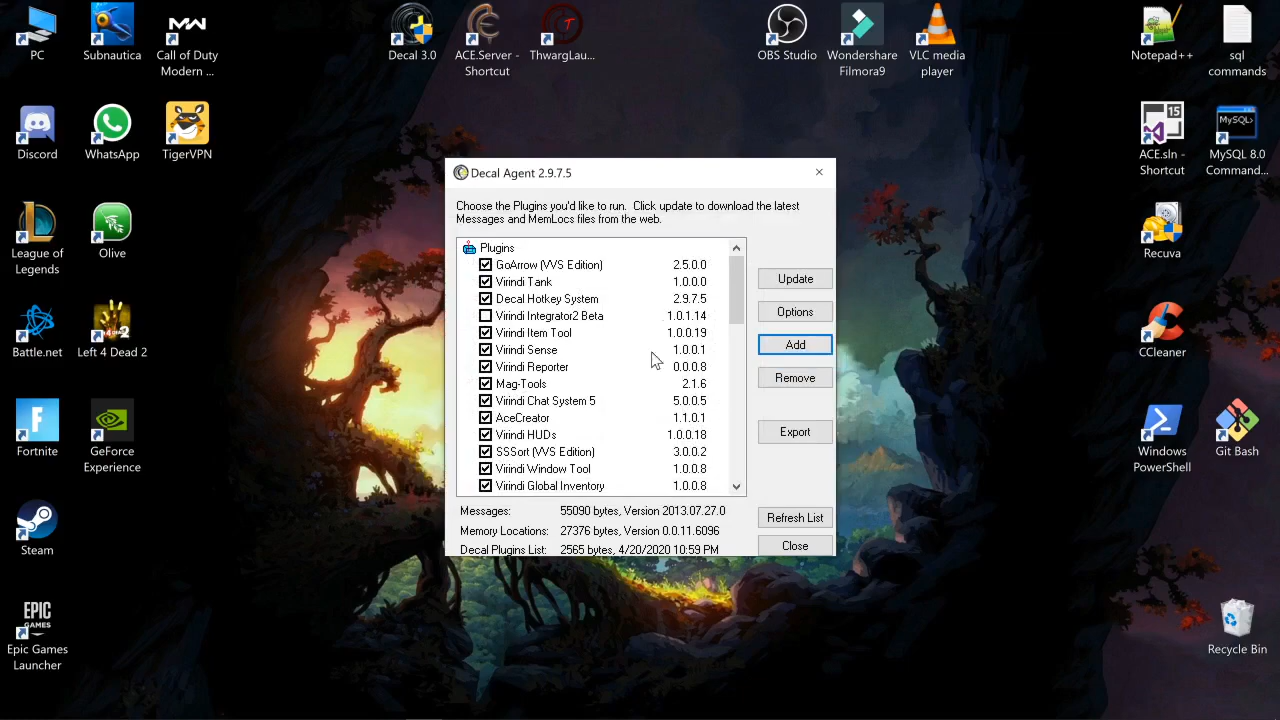 PC
Subnautica
Call of Duty
Modern ...
Decal 3.0
ACE.Server -
Shortcut
ThwargLau...
OBS Studio
Wondershare
Filmora9
VLC media
player
Notepad++
sql
commands
Discord
WhatsApp
TigerVPN
15
ACE.sln -
Shortcut
MySQL>
MySQL 8.0
Command...
League of
Legends
Olive
Recuva
Battle.net
Left 4 Dead 2
CCleaner
Fortnite
GeForce
Experience
Windows
PowerShell
Git Bash
Steam
EPIC
GAMES
Epic Games
Launcher
Recycle Bin
Decal Agent 2.9.7.5
Choose the Plugins you'd like to run. Click update to download the latest
Messages and MemLocs files from the web.
Plugins
GoArrow (VVS Edition) 2.5.0.0
Virindi Tank 1.0.0.0
Decal Hotkey System 2.9.7.5
Virindi Integrator2 Beta 1.0.1.14
Virindi Item Tool 1.0.0.19
Virindi Sense 1.0.0.1
Virindi Reporter 0.0.0.8
Mag-Tools 2.1.6
Virindi Chat System 5 5.0.0.5
AceCreator 1.1.0.1
Virindi HUDs 1.0.0.18
SSSort (VVS Edition) 3.0.0.2
Virindi Window Tool 1.0.0.8
Virindi Global Inventory 1.0.0.8
Update
Options
Add
Remove
Export
Refresh List
Close
Messages: 55090 bytes, Version 2013.07.27.0
Memory Locations: 27376 bytes, Version 0.0.11.6096
Decal Plugins List: 2565 bytes, 4/20/2020 10:59 PM